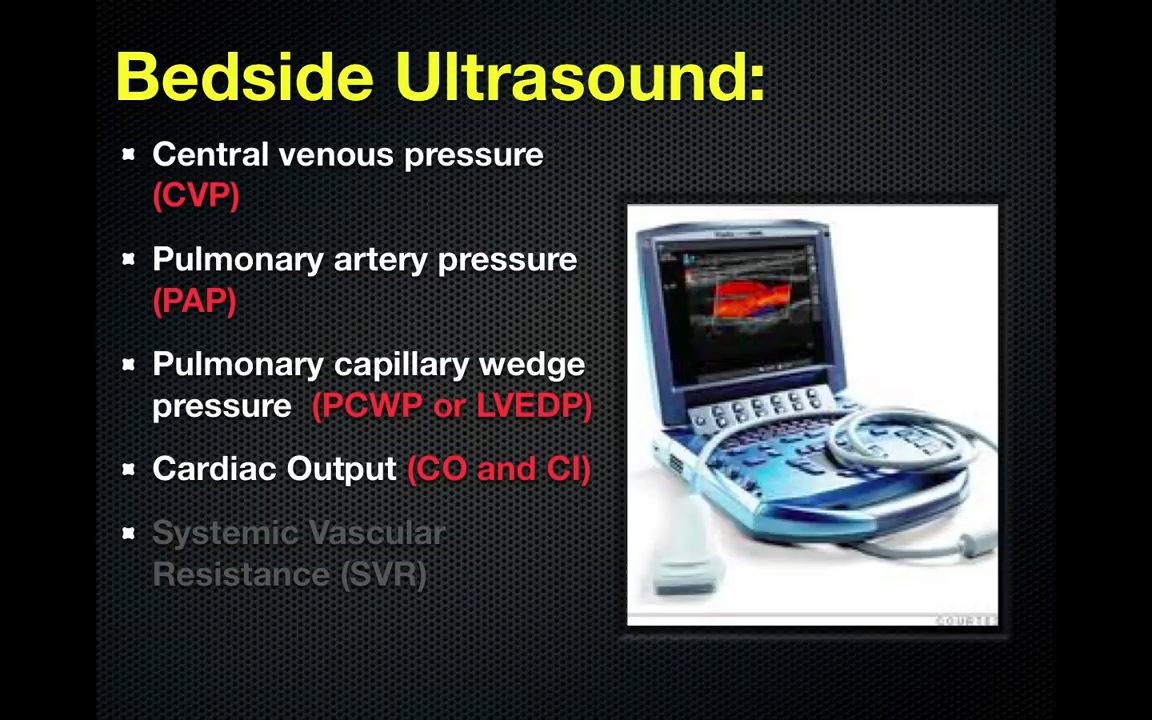 Bedside Ultrasound:
Central venous pressure
(CVP)
Pulmonary artery pressure
(PAP)
Pulmonary capillary wedge
pressure (PCWP or LVEDP)
Cardiac Output (CO and CI)
Systemic Vascular
Resistance (SVR)